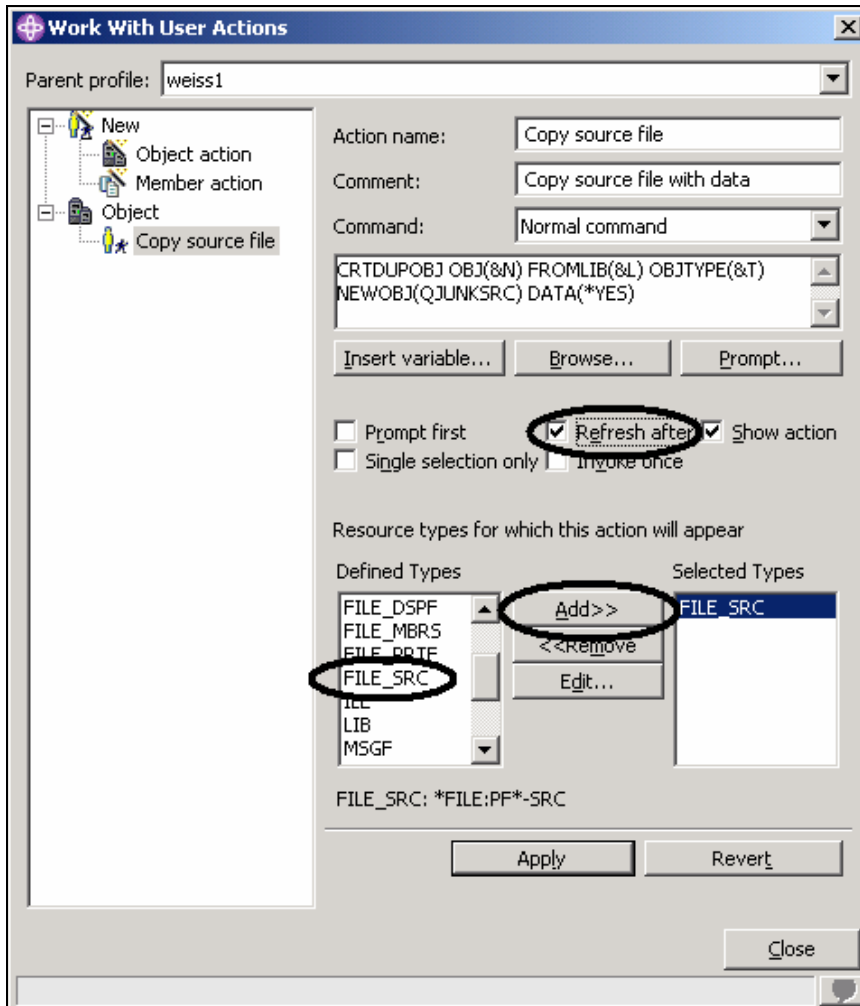 Work With User Actions
Parent profile: weiss1
New
Object action
Member action
Object
Copy source file
Action name: Copy source file
Comment: Copy source file with data
Command: Normal command
CRTDUPOBJ OBJ(&N) FROMLIB(&L) OBJTYPE(&T)
NEWOBJ(QJUNKSRC) DATA(*YES)
Insert variable... Browse... Prompt...
Prompt first Refresh after Show action
Single selection only Invoke once
Resource types for which this action will appear
Defined Types Selected Types
FILE_DSPF
FILE_MBRS
FILE_PRTF
FILE_SRC
ILE
LIB
MSGF
Add>>
<<Remove
Edit...
FILE_SRC
FILE_SRC: *FILE:PF*-SRC
Apply Revert
Close